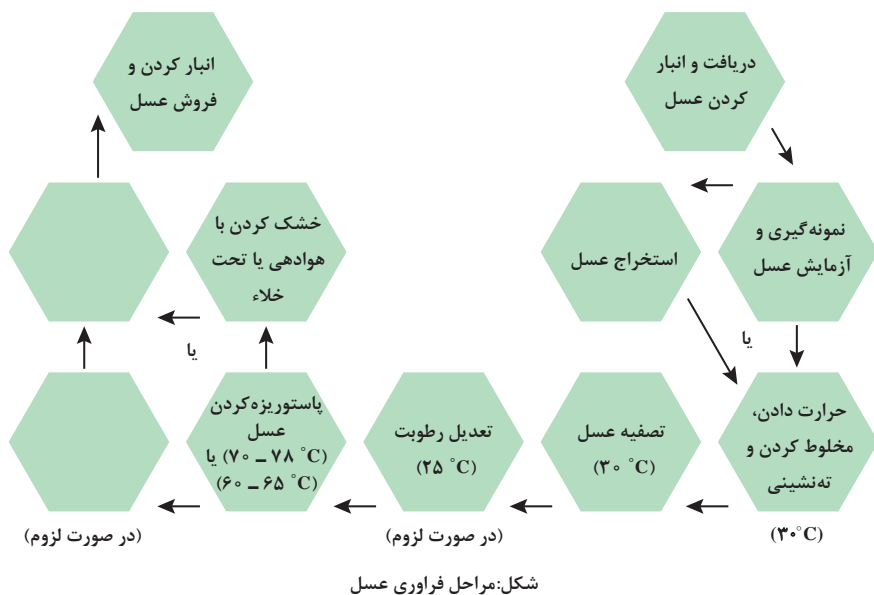 دریافت و انبار
کردن عسل
نمونه‌گیری و
آزمایش عسل
استخراج عسل
یا
حرارت دادن،
مخلوط کردن و
ته‌نشینی
(۳۰°C)
تصفیه عسل
(۳۰ °C)
تعدیل رطوبت
(۲۵ °C)
(در صورت لزوم)
پاستوریزه‌کردن
عسل
(۷۰ – ۷۸ °C) یا
(۶۰ – ۶۵ °C)
خشک کردن با
هوادهی یا تحت
خلاء
یا
(در صورت لزوم)
انبار کردن و
فروش عسل
شکل:مراحل فراوری عسل